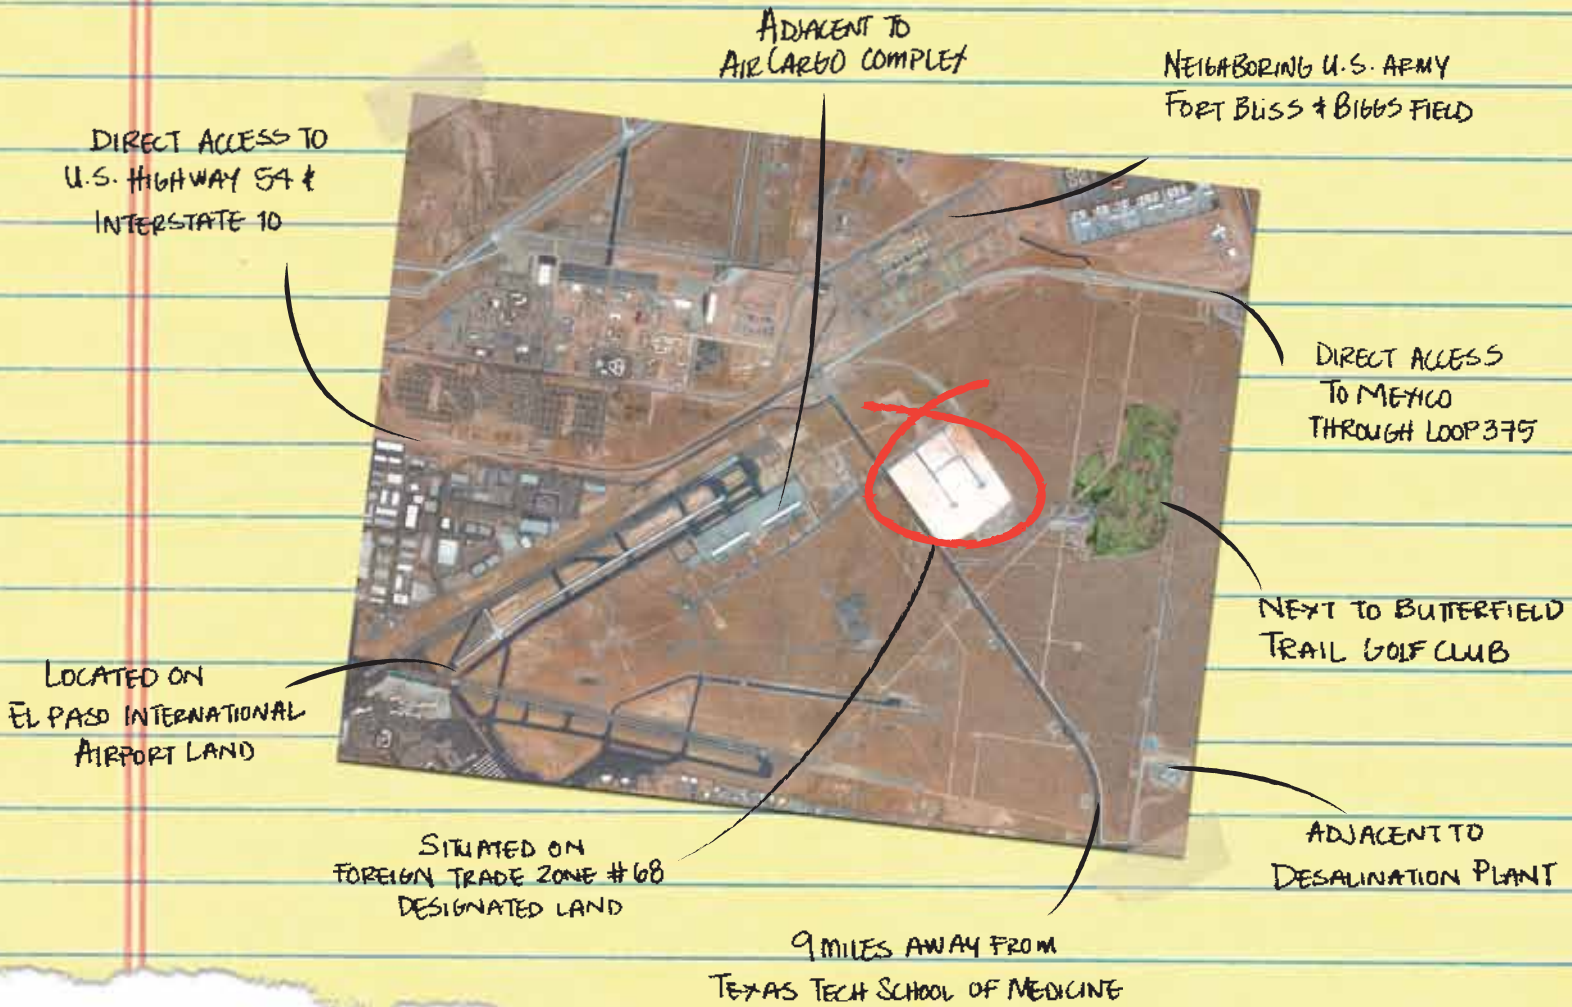 ADJACENT TO
AIR CARGO COMPLEX
NEIGHBORING U.S. ARMY
FORT BLISS & BIGGS FIELD
DIRECT ACCESS TO
U.S. HIGHWAY 54 &
INTERSTATE 10
DIRECT ACCESS
TO MEXICO
THROUGH LOOP 375
NEXT TO BUTTERFIELD
TRAIL GOLF CLUB
LOCATED ON
EL PASO INTERNATIONAL
AIRPORT LAND
SITUATED ON
FOREIGN TRADE ZONE #68
DESIGNATED LAND
ADJACENT TO
DESALINATION PLANT
9 MILES AWAY FROM
TEXAS TECH SCHOOL OF MEDICINE